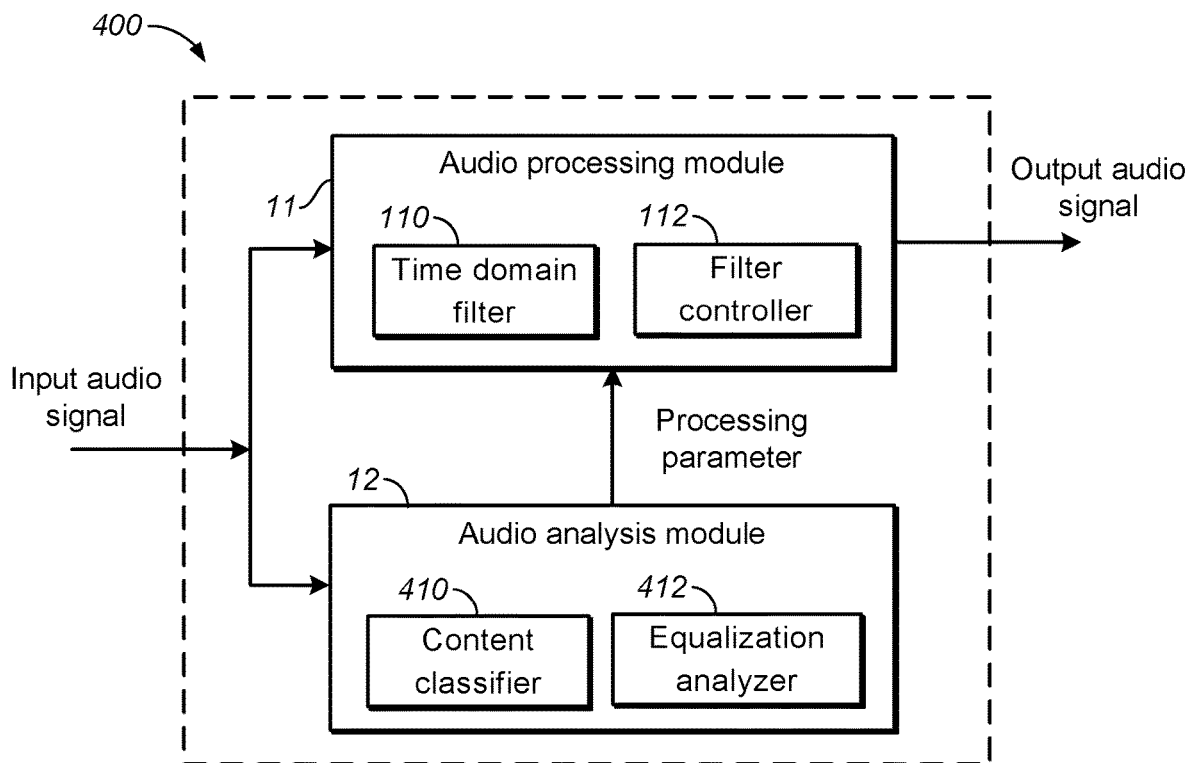 400
Audio processing module
11
110
Time domain
filter
112
Filter
controller
Output audio
signal
Input audio
signal
Processing
parameter
12
Audio analysis module
410
Content
classifier
412
Equalization
analyzer